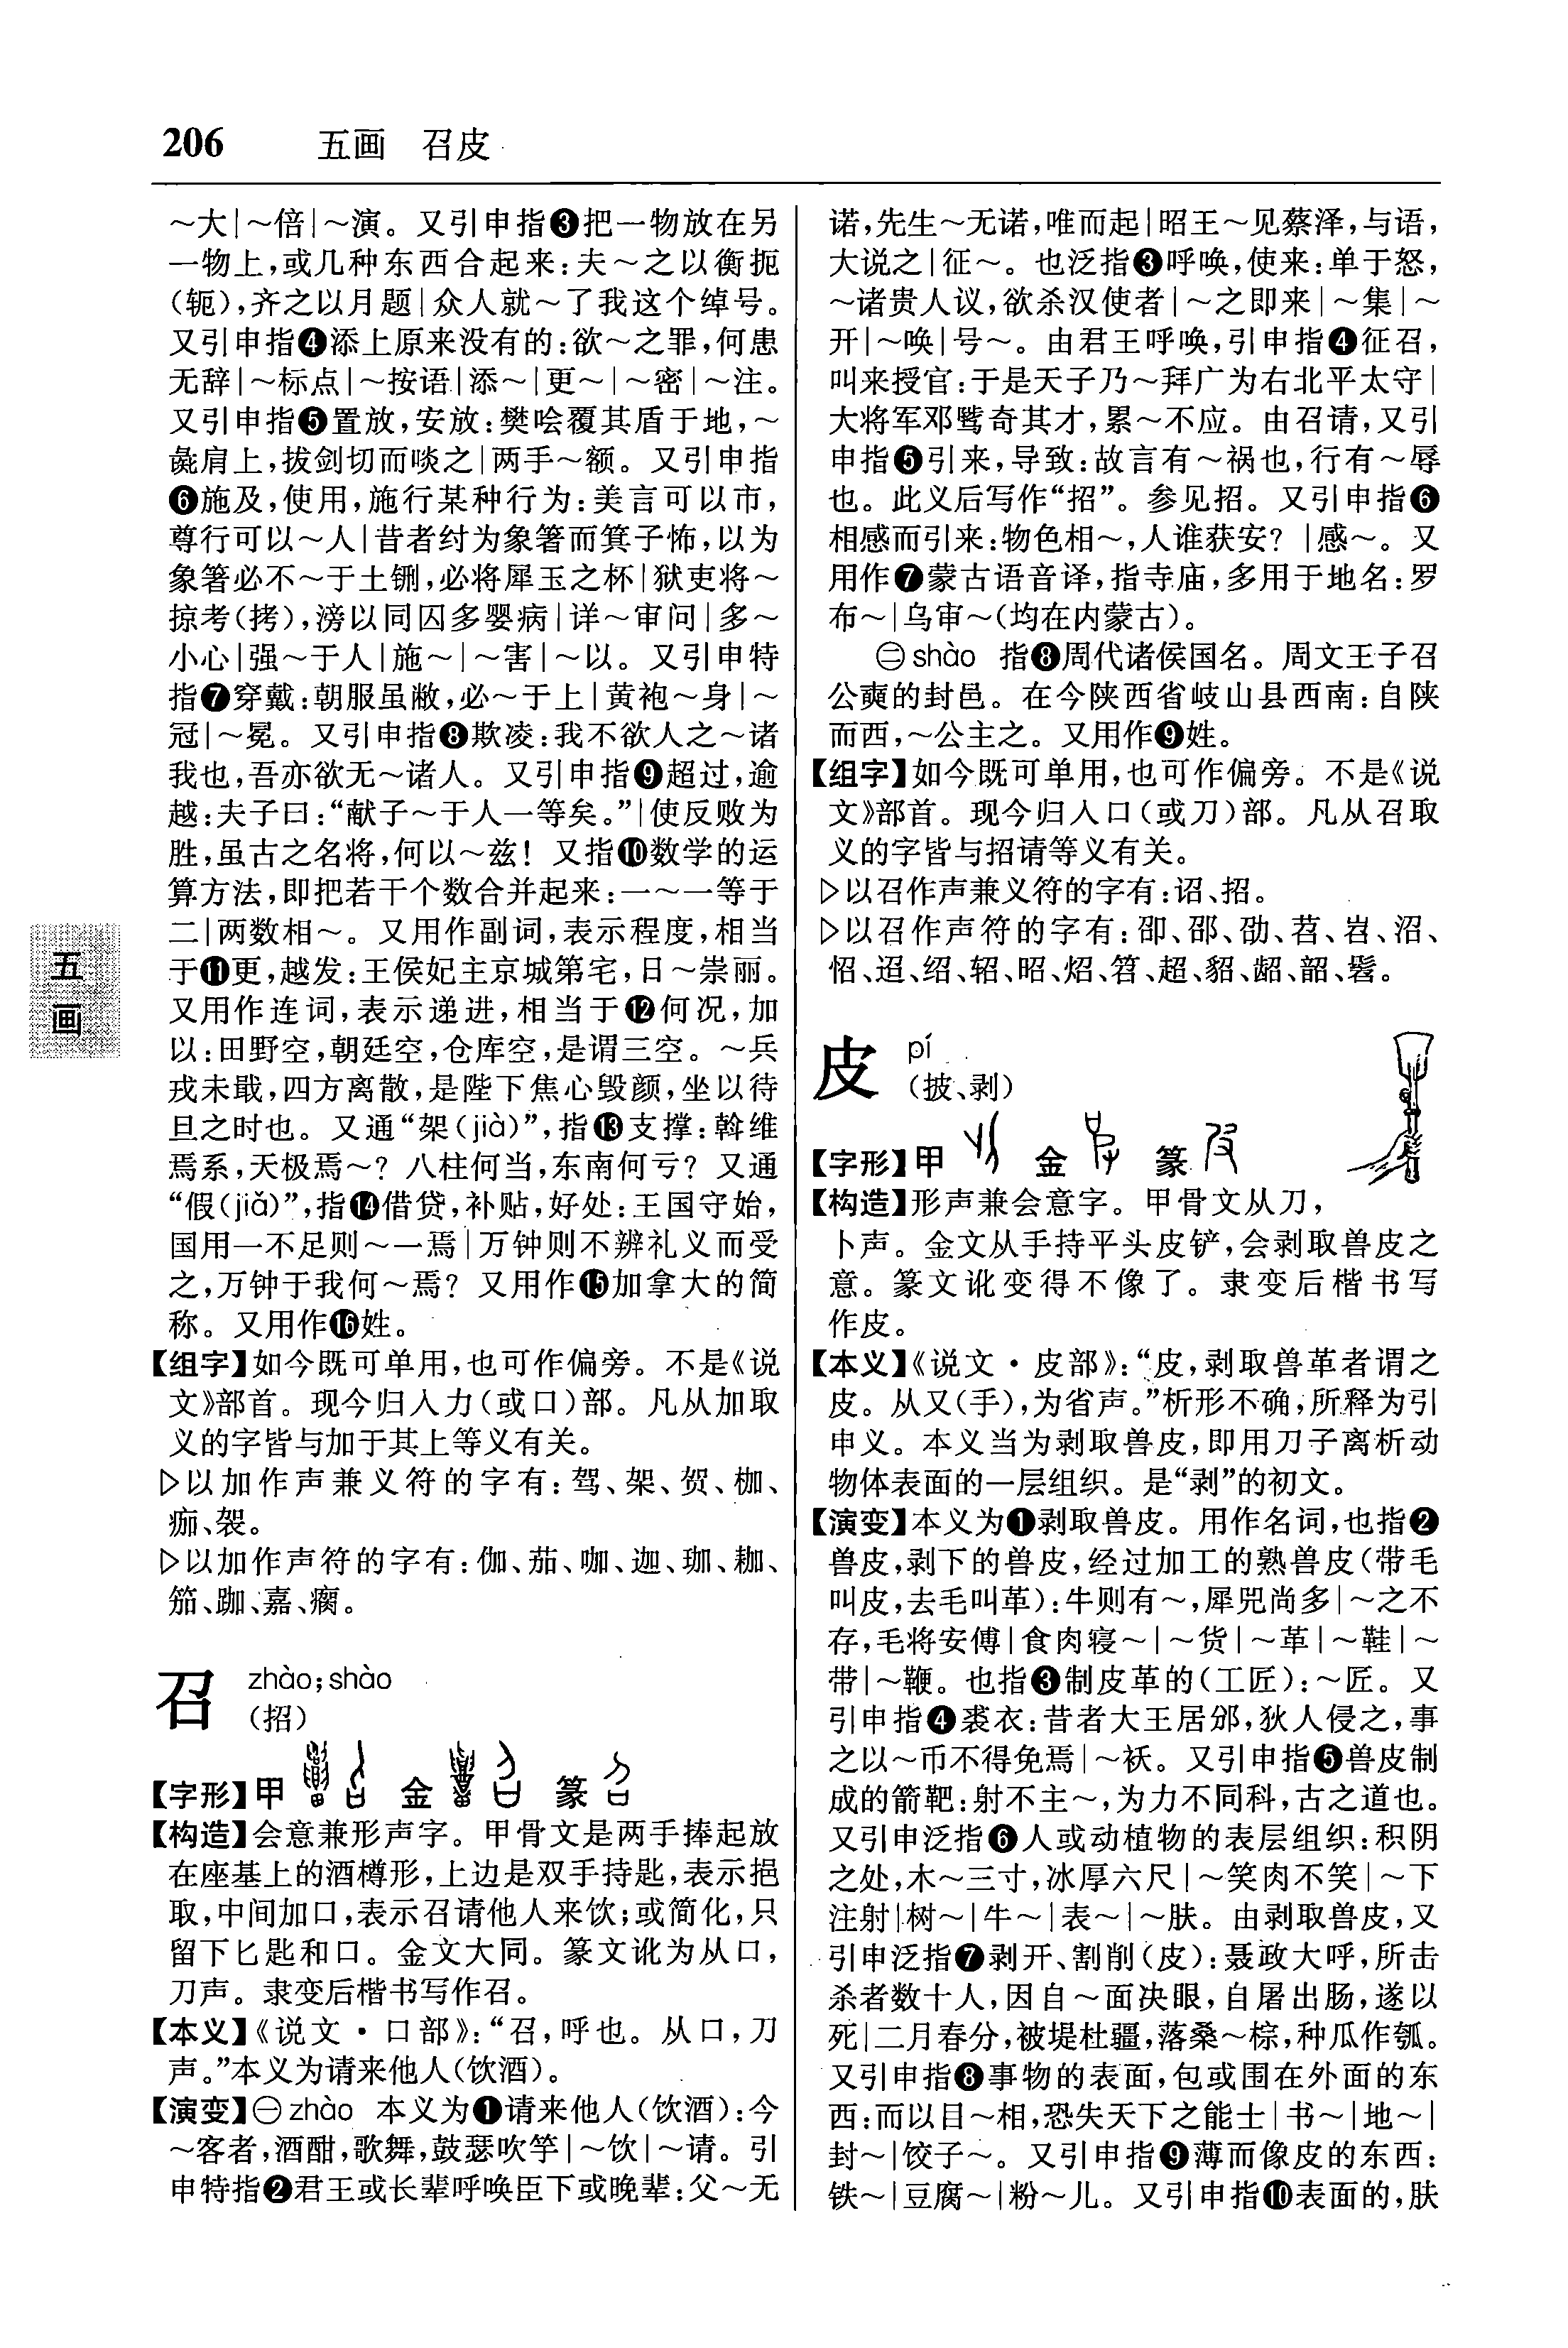 206 五画 召皮
～大|～倍|～演。又引申指❸把一物放在另
一物上,或几种东西合起来:夫～之以衡扼
(轭),齐之以月题|众人就～了我这个绰号。
又引申指❹添上原来没有的:欲～之罪,何患
无辞|～标点|～按语|添～|更～|～密|～注。
又引申指❺置放,安放:樊哙覆其盾于地,～
彘肩上,拔剑切而啖之|两手～额。又引申指
❻施及,使用,施行某种行为:美言可以市,
尊行可以～人|昔者纣为象箸而箕子怖,以为
象箸必不～于土铏,必将犀玉之杯|狱吏将～
掠考(拷),滂以同囚多婴病|详～审问|多～
小心|强～于人|施～|～害|～以。又引申特
指❼穿戴:朝服虽敝,必～于上|黄袍～身|～
冠|～冕。又引申指❽欺凌:我不欲人之～诸
我也,吾亦欲无～诸人。又引申指❾超过,逾
越:夫子曰:“献子～于人一等矣。”|使反败为
胜,虽古之名将,何以～兹！又指❿数学的运
算方法,即把若干个数合并起来:一～一等于
二|两数相～。又用作副词,表示程度,相当
于⓫更,越发:王侯妃主京城第宅,日～崇丽。
又用作连词,表示递进,相当于⓬何况,加
以:田野空,朝廷空,仓库空,是谓三空。～兵
戎未戢,四方离散,是陛下焦心毁颜,坐以待
旦之时也。又通“架(jià)”,指⓭支撑:斡维
焉系,天极焉～？八柱何当,东南何亏？又通
“假(jiǎ)”,指⓮借贷,补贴,好处:王国守始,
国用一不足则～一焉|万钟则不辨礼义而受
之,万钟于我何～焉？又用作⓯加拿大的简
称。又用作⓰姓。
【组字】如今既可单用,也可作偏旁。不是《说
文》部首。现今归入力(或口)部。凡从加取
义的字皆与加于其上等义有关。
▷以加作声兼义符的字有:驾、架、贺、枷、
痂、袈。
▷以加作声符的字有:伽、茄、咖、迦、珈、耞、
笳、跏、嘉、瘸。
召 zhào;shào
(招)
【字形】甲 金 篆
【构造】会意兼形声字。甲骨文是两手捧起放
在座基上的酒樽形,上边是双手持匙,表示挹
取,中间加口,表示召请他人来饮;或简化,只
留下匕匙和口。金文大同。篆文讹为从口,
刀声。隶变后楷书写作召。
【本义】《说文·口部》:“召,呼也。从口,刀
声。”本义为请来他人(饮酒)。
【演变】㊀zhào 本义为❶请来他人(饮酒):今
～客者,酒酣,歌舞,鼓瑟吹竽|～饮|～请。引
申特指❷君王或长辈呼唤臣下或晚辈:父～无
诺,先生～无诺,唯而起|昭王～见蔡泽,与语,
大说之|征～。也泛指❸呼唤,使来:单于怒,
～诸贵人议,欲杀汉使者|～之即来|～集|～
开|～唤|号～。由君王呼唤,引申指❹征召,
叫来授官:于是天子乃～拜广为右北平太守|
大将军邓骘奇其才,累～不应。由召请,又引
申指❺引来,导致:故言有～祸也,行有～辱
也。此义后写作“招”。参见招。又引申指❻
相感而引来:物色相～,人谁获安？|感～。又
用作❼蒙古语音译,指寺庙,多用于地名:罗
布～|乌审～(均在内蒙古)。
㊁shào 指❽周代诸侯国名。周文王子召
公奭的封邑。在今陕西省岐山县西南:自陕
而西,～公主之。又用作❾姓。
【组字】如今既可单用,也可作偏旁。不是《说
文》部首。现今归入口(或刀)部。凡从召取
义的字皆与招请等义有关。
▷以召作声兼义符的字有:诏、招。
▷以召作声符的字有:卲、邵、劭、苕、岧、沼、
怊、迢、绍、轺、昭、炤、笤、超、貂、龆、韶、髫。
皮 pí
(披、剥)
【字形】甲 金 篆
【构造】形声兼会意字。甲骨文从刀,
卜声。金文从手持平头皮铲,会剥取兽皮之
意。篆文讹变得不像了。隶变后楷书写
作皮。
【本义】《说文·皮部》:“皮,剥取兽革者谓之
皮。从又(手),为省声。”析形不确,所释为引
申义。本义当为剥取兽皮,即用刀子离析动
物体表面的一层组织。是“剥”的初文。
【演变】本义为❶剥取兽皮。用作名词,也指❷
兽皮,剥下的兽皮,经过加工的熟兽皮(带毛
叫皮,去毛叫革):牛则有～,犀兕尚多|～之不
存,毛将安傅|食肉寝～|～货|～革|～鞋|～
带|～鞭。也指❸制皮革的(工匠):～匠。又
引申指❹裘衣:昔者大王居邠,狄人侵之,事
之以～币不得免焉|～袄。又引申指❺兽皮制
成的箭靶:射不主～,为力不同科,古之道也。
又引申泛指❻人或动植物的表层组织:积阴
之处,木～三寸,冰厚六尺|～笑肉不笑|～下
注射|树～|牛～|表～|～肤。由剥取兽皮,又
引申泛指❼剥开、割削(皮):聂政大呼,所击
杀者数十人,因自～面决眼,自屠出肠,遂以
死|二月春分,被堤杜疆,落桑～棕,种瓜作瓠。
又引申指❽事物的表面,包或围在外面的东
西:而以目～相,恐失天下之能士|书～|地～|
封～|饺子～。又引申指❾薄而像皮的东西:
铁～|豆腐～|粉～儿。又引申指❿表面的,肤
五
画